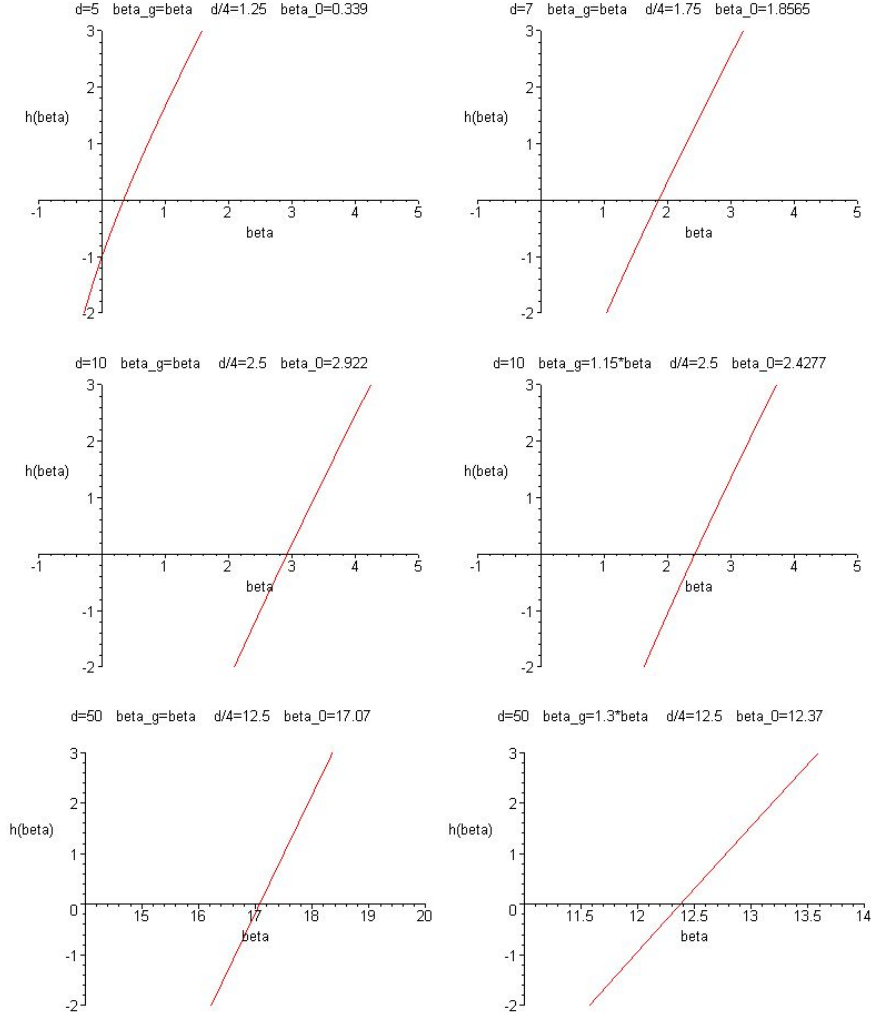 d=5 beta_g=beta d/4=1.25 beta_0=0.339
3
2
h(beta)
1
-1 1 2 3 4 5
beta
-1
-2
d=7 beta_g=beta d/4=1.75 beta_0=1.8565
3
2
h(beta)
1
-1 1 2 3 4 5
beta
-1
-2
d=10 beta_g=beta d/4=2.5 beta_0=2.922
3
2
h(beta)
1
-1 1 2 3 4 5
beta
-1
-2
d=10 beta_g=1.15*beta d/4=2.5 beta_0=2.4277
3
2
h(beta)
1
-1 1 2 3 4 5
beta
-1
-2
d=50 beta_g=beta d/4=12.5 beta_0=17.07
3
2
h(beta)
1
0 15 16 17 18 19 20
beta
-1
-2
d=50 beta_g=1.3*beta d/4=12.5 beta_0=12.37
3
2
h(beta)
1
0 11.5 12 12.5 13 13.5 14
beta
-1
-2